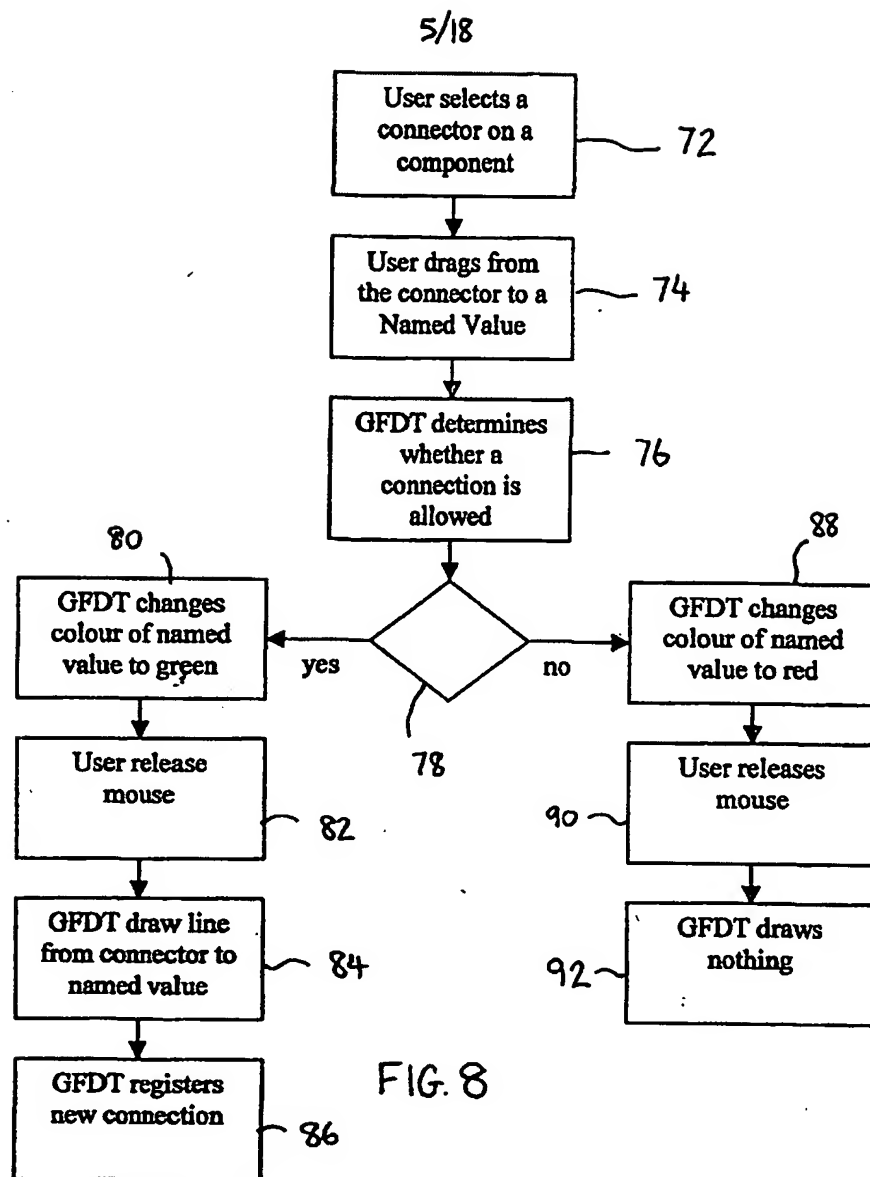 5/18
User selects a
connector on a
component
72
User drags from
the connector to a
Named Value
74
GFDT determines
whether a
connection is
allowed
76
80
GFDT changes
colour of named
value to green
yes
78
no
88
GFDT changes
colour of named
value to red
User release
mouse
82
User releases
mouse
90
GFDT draw line
from connector to
named value
84
GFDT draws
nothing
92
GFDT registers
new connection
86
FIG. 8